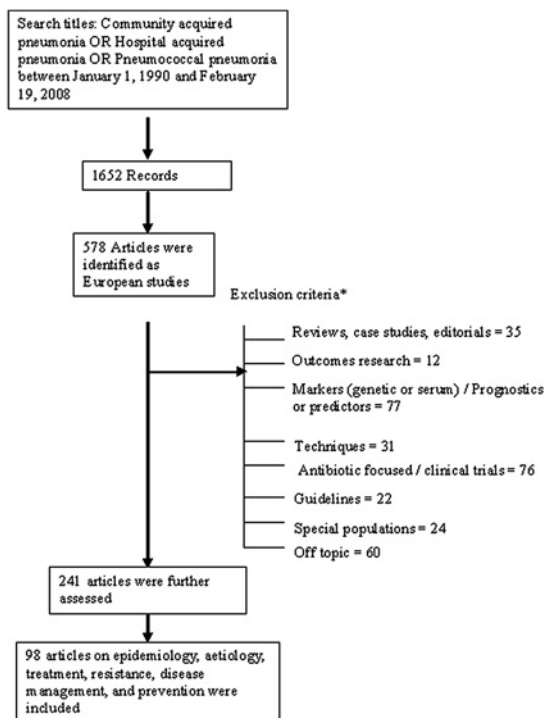 Search titles: Community acquired
pneumonia OR Hospital acquired
pneumonia OR Pneumococcal pneumonia
between January 1, 1990 and February
19, 2008
1652 Records
578 Articles were
identified as
European studies
Exclusion criteria*
Reviews, case studies, editorials = 35
Outcomes research = 12
Markers (genetic or serum) / Prognostics
or predictors = 77
Techniques = 31
Antibiotic focused / clinical trials = 76
Guidelines = 22
Special populations = 24
Off topic = 60
241 articles were further
assessed
98 articles on epidemiology, aetiology,
treatment, resistance, disease
management, and prevention were
included